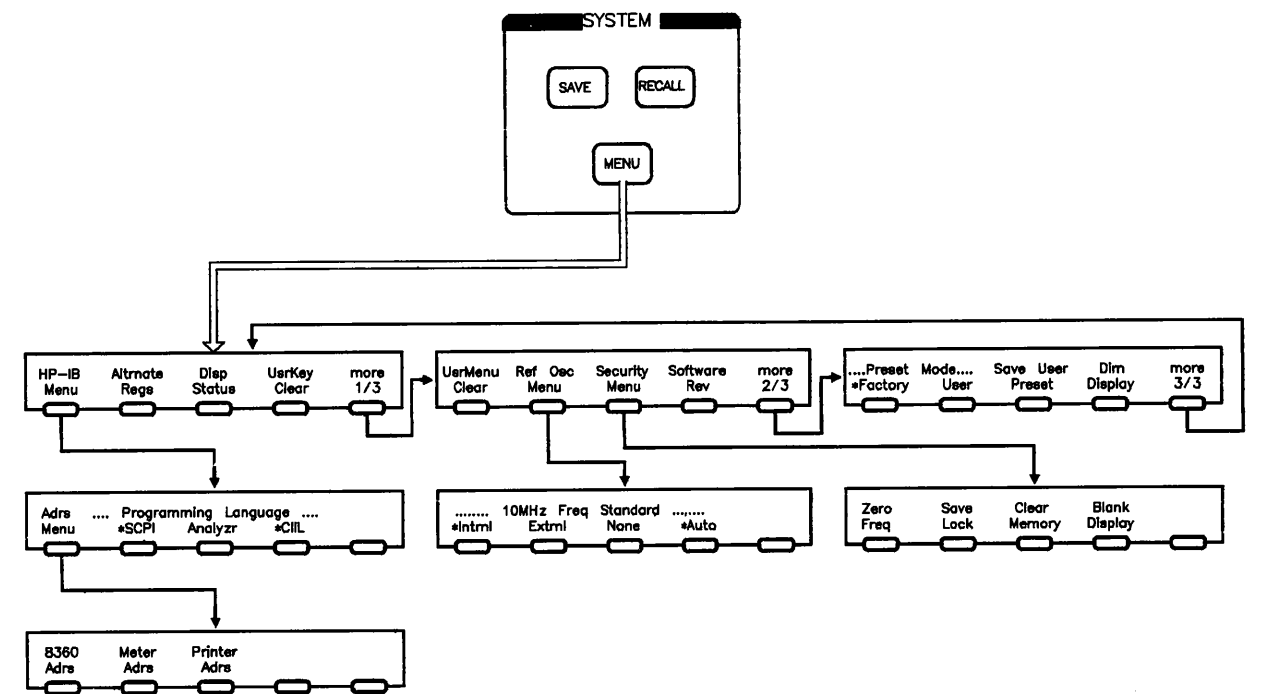 SYSTEM
SAVE
RECALL
MENU
HP-IB Altrnate Disp UsrKey more
Menu Regs Status Clear 1/3
UsrMenu Ref Osc Security Software more
Clear Menu Menu Rev 2/3
....Preset Mode.... Save User Dim more
*Factory User Preset Display 3/3
Adrs .... Programming Language ....
Menu *SCPI Analyzr *CIIL
........ 10MHz Freq Standard ........
*Intrnl Extrnl None *Auto
Zero Save Clear Blank
Freq Lock Memory Display
8360 Meter Printer
Adrs Adrs Adrs